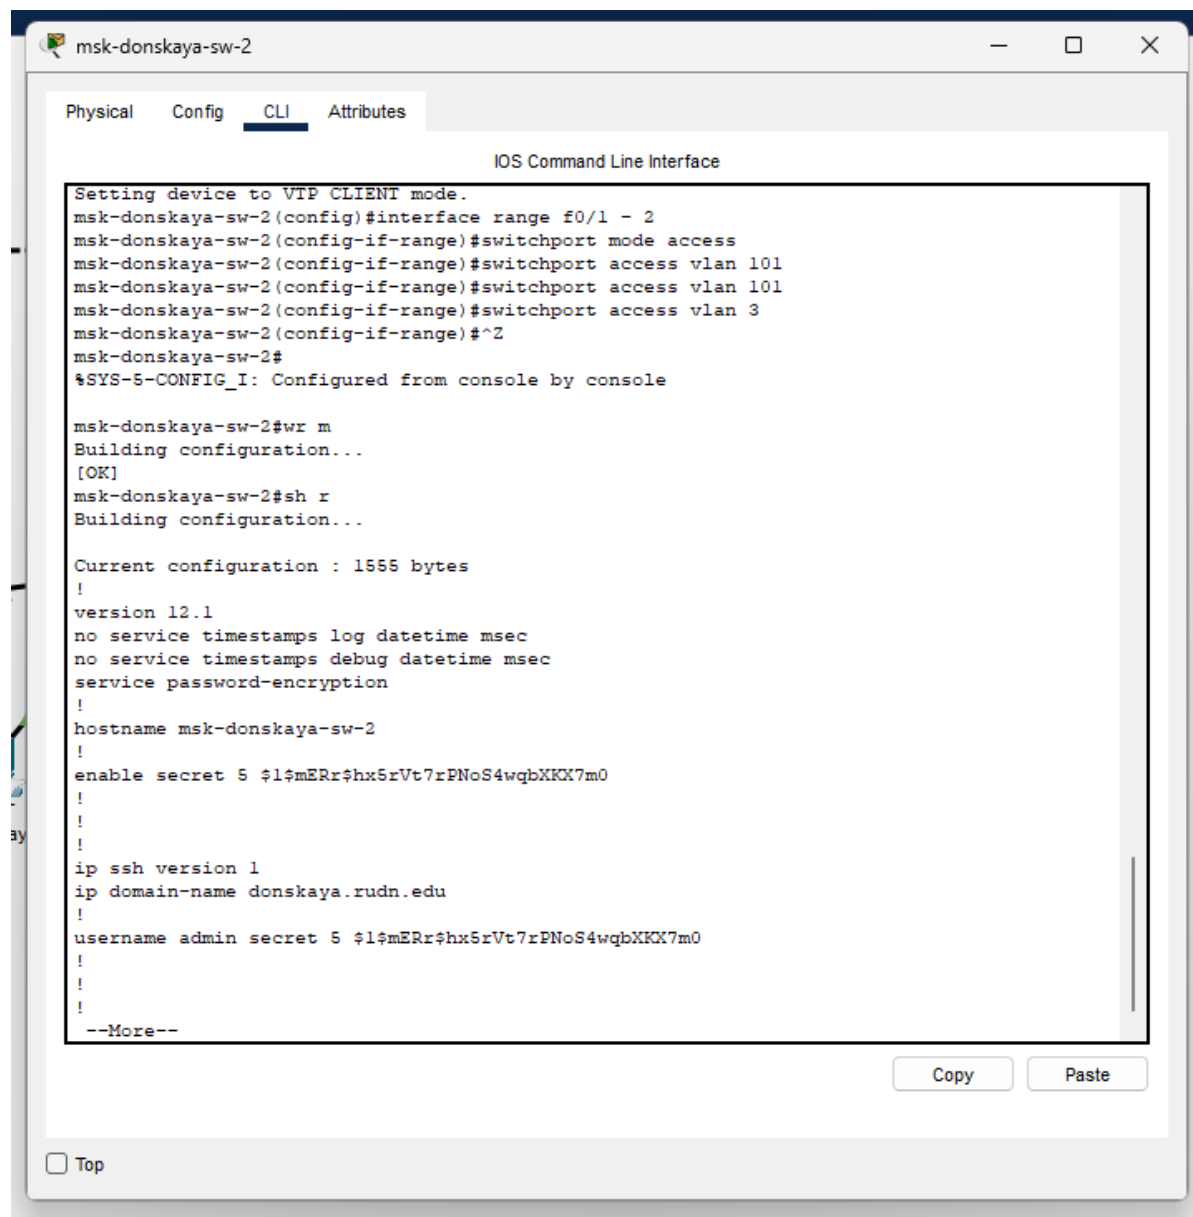 msk-donskaya-sw-2
Physical Config CLI Attributes
IOS Command Line Interface
Setting device to VTP CLIENT mode.
msk-donskaya-sw-2(config)#interface range f0/1 - 2
msk-donskaya-sw-2(config-if-range)#switchport mode access
msk-donskaya-sw-2(config-if-range)#switchport access vlan 101
msk-donskaya-sw-2(config-if-range)#switchport access vlan 101
msk-donskaya-sw-2(config-if-range)#switchport access vlan 3
msk-donskaya-sw-2(config-if-range)#^Z
msk-donskaya-sw-2#
%SYS-5-CONFIG_I: Configured from console by console
msk-donskaya-sw-2#wr m
Building configuration...
[OK]
msk-donskaya-sw-2#sh r
Building configuration...
Current configuration : 1555 bytes
!
version 12.1
no service timestamps log datetime msec
no service timestamps debug datetime msec
service password-encryption
!
hostname msk-donskaya-sw-2
!
enable secret 5 $1$mERr$hx5rVt7rPNoS4wqbXKX7m0
!
!
!
ip ssh version 1
ip domain-name donskaya.rudn.edu
!
username admin secret 5 $1$mERr$hx5rVt7rPNoS4wqbXKX7m0
!
!
!
--More--
Copy Paste
Top
ay